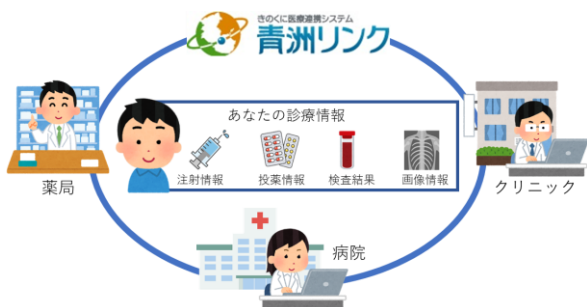 きのくに医療連携システム
青洲リンク
あなたの診療情報
注射情報
投薬情報
検査結果
画像情報
薬局
クリニック
病院